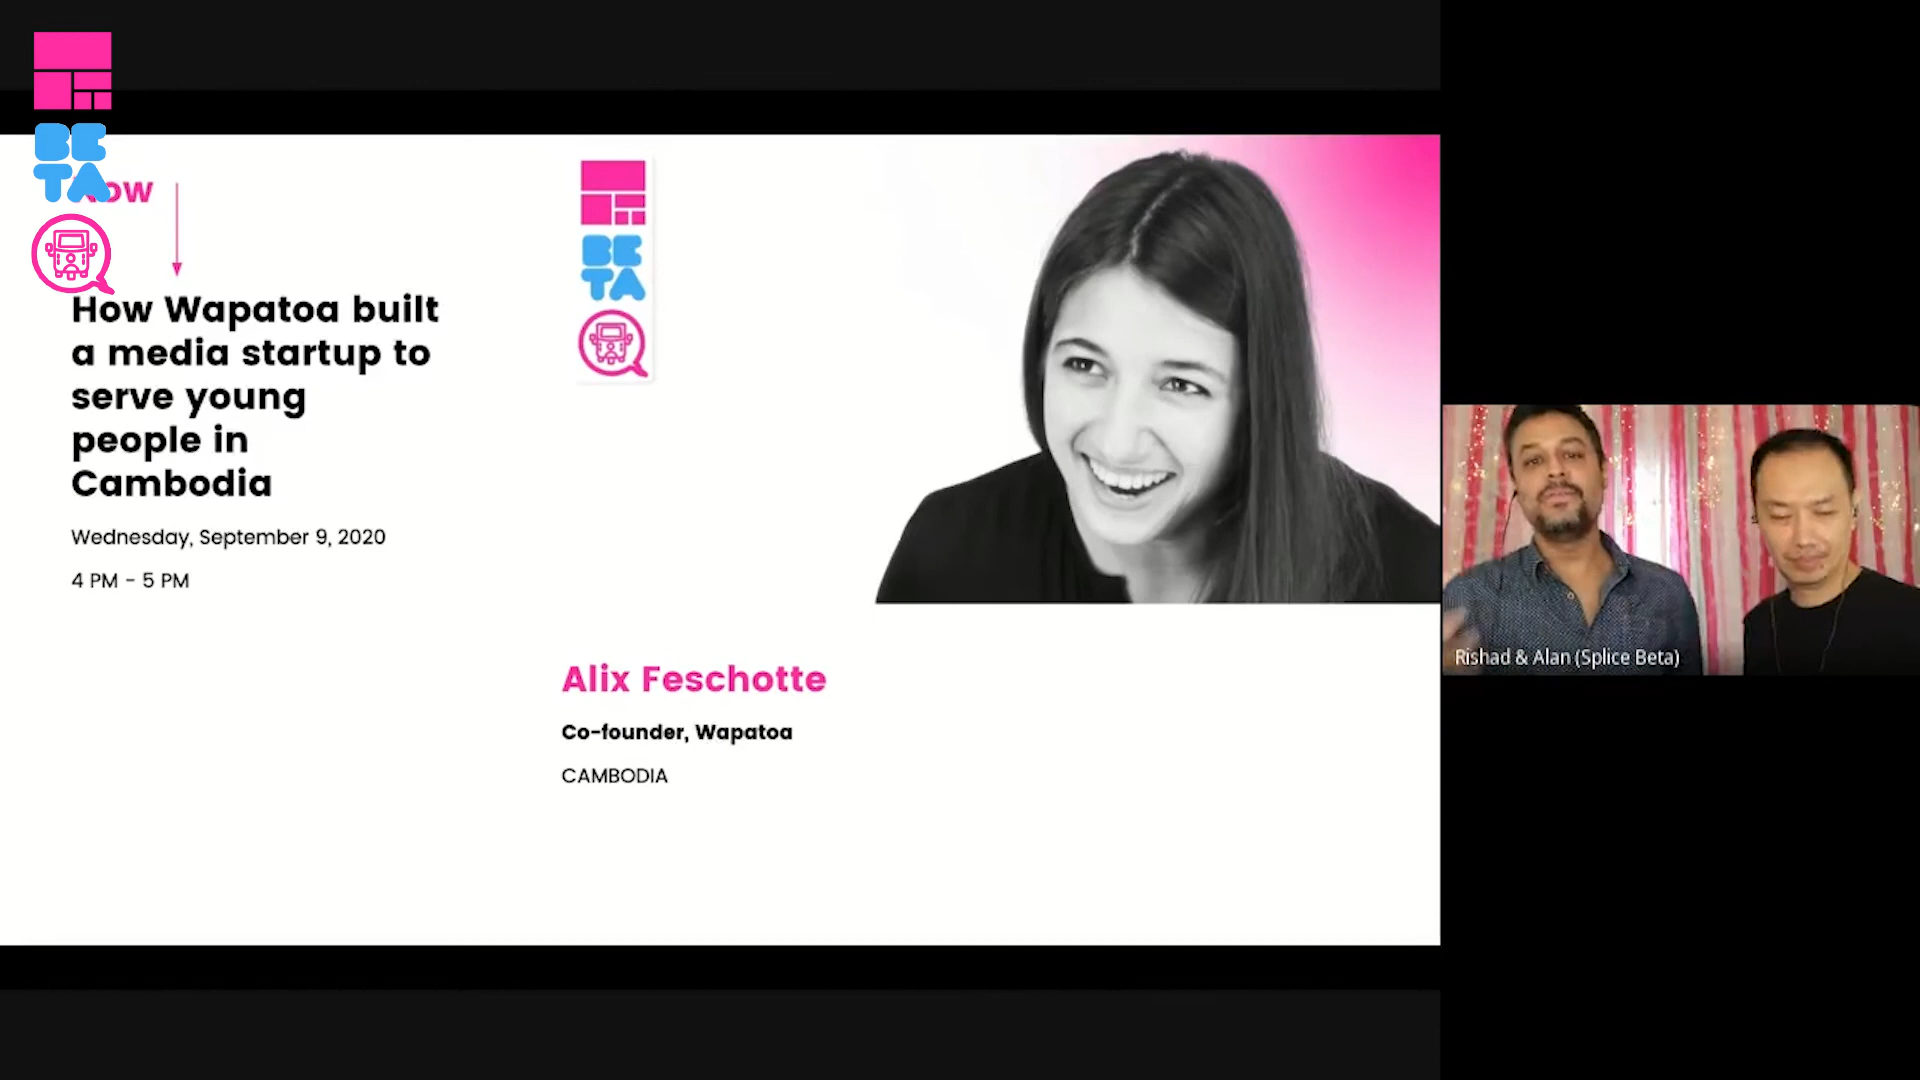 BE
TA
Now
How Wapatoa built
a media startup to
serve young
people in
Cambodia
Wednesday, September 9, 2020
4 PM - 5 PM
BE
TA
Alix Feschotte
Co-founder, Wapatoa
CAMBODIA
Rishad & Alan (Splice Beta)